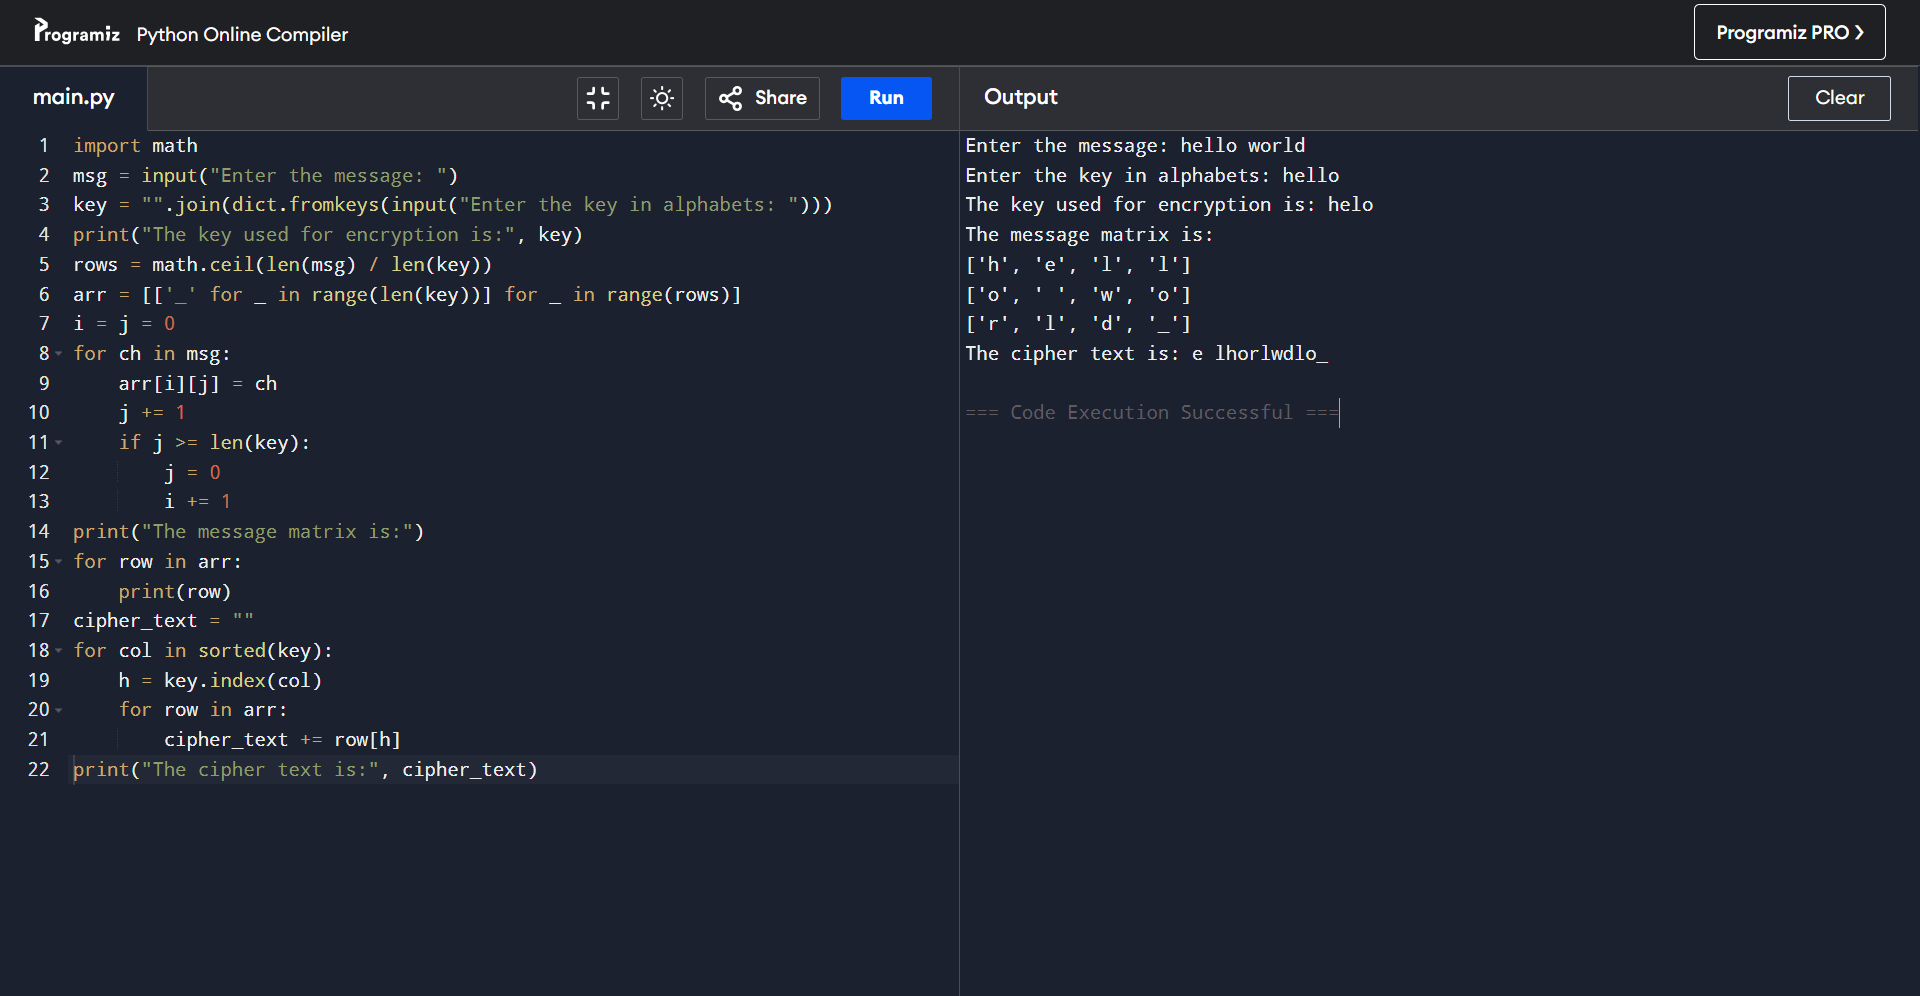 Programiz Python Online Compiler
Programiz PRO ❯
main.py
Share
Run
Output
Clear
1 import math
2 msg = input("Enter the message: ")
3 key = "".join(dict.fromkeys(input("Enter the key in alphabets: ")))
4 print("The key used for encryption is:", key)
5 rows = math.ceil(len(msg) / len(key))
6 arr = [['_' for _ in range(len(key))] for _ in range(rows)]
7 i = j = 0
8 for ch in msg:
9     arr[i][j] = ch
10     j += 1
11     if j >= len(key):
12         j = 0
13         i += 1
14 print("The message matrix is:")
15 for row in arr:
16     print(row)
17 cipher_text = ""
18 for col in sorted(key):
19     h = key.index(col)
20     for row in arr:
21         cipher_text += row[h]
22 print("The cipher text is:", cipher_text)
Enter the message: hello world
Enter the key in alphabets: hello
The key used for encryption is: helo
The message matrix is:
['h', 'e', 'l', 'l']
['o', ' ', 'w', 'o']
['r', 'l', 'd', '_']
The cipher text is: e lhorlwdlo_
=== Code Execution Successful ===